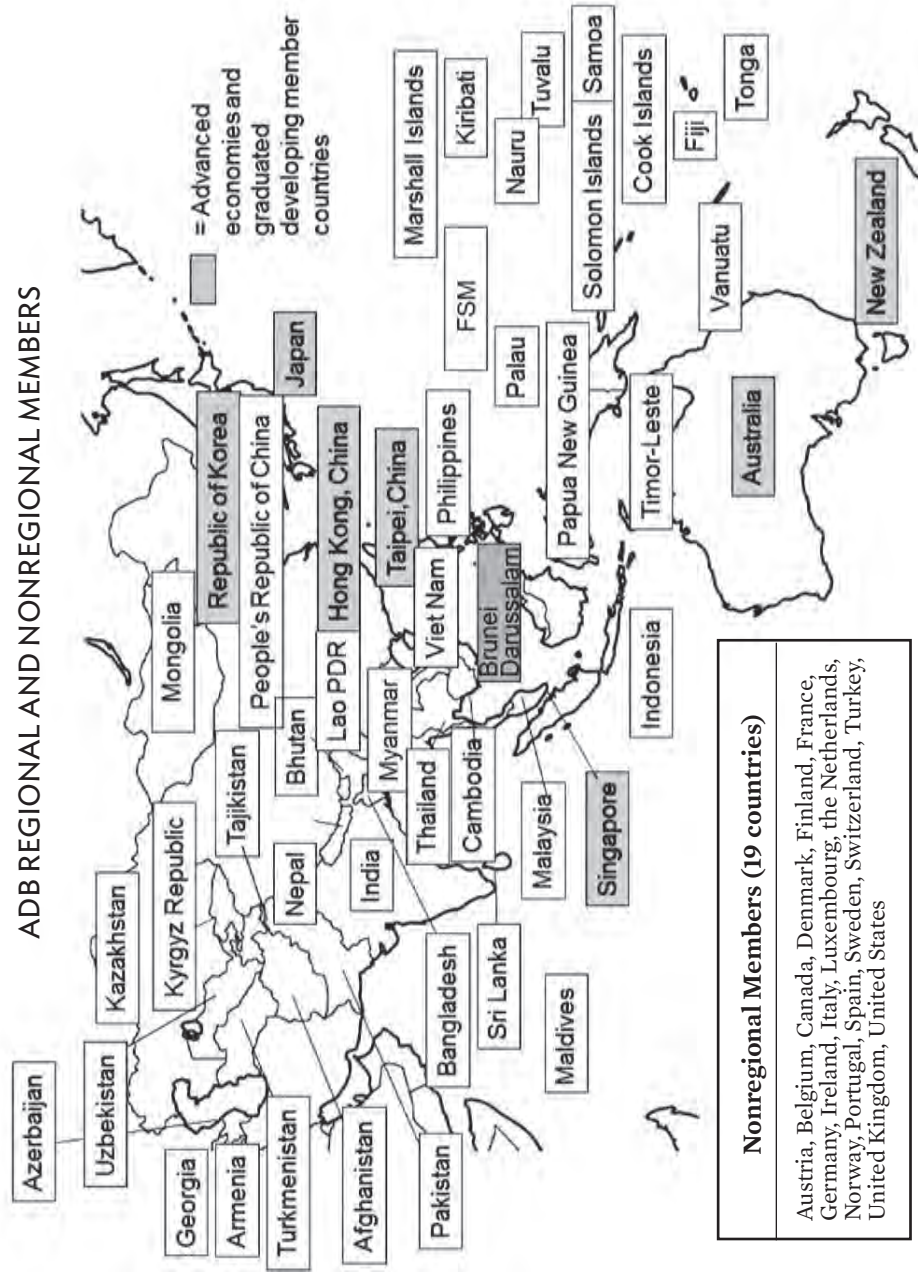 ADB REGIONAL AND NONREGIONAL MEMBERS
= Advanced
economies and
graduated
developing member
countries
Azerbaijan
Kazakhstan
Uzbekistan
Kyrgyz Republic
Mongolia
Georgia
Tajikistan
Republic of Korea
Armenia
People's Republic of China
Japan
Turkmenistan
Nepal
Bhutan
Lao PDR
Hong Kong, China
Afghanistan
India
Myanmar
Taipei,China
Marshall Islands
Pakistan
Thailand
Viet Nam
Philippines
FSM
Kiribati
Bangladesh
Cambodia
Brunei
Darussalam
Palau
Nauru
Tuvalu
Sri Lanka
Malaysia
Papua New Guinea
Solomon Islands
Samoa
Maldives
Singapore
Indonesia
Timor-Leste
Cook Islands
Fiji
Vanuatu
Tonga
Australia
New Zealand
Nonregional Members (19 countries)
Austria, Belgium, Canada, Denmark, Finland, France,
Germany, Ireland, Italy, Luxembourg, the Netherlands,
Norway, Portugal, Spain, Sweden, Switzerland, Turkey,
United Kingdom, United States